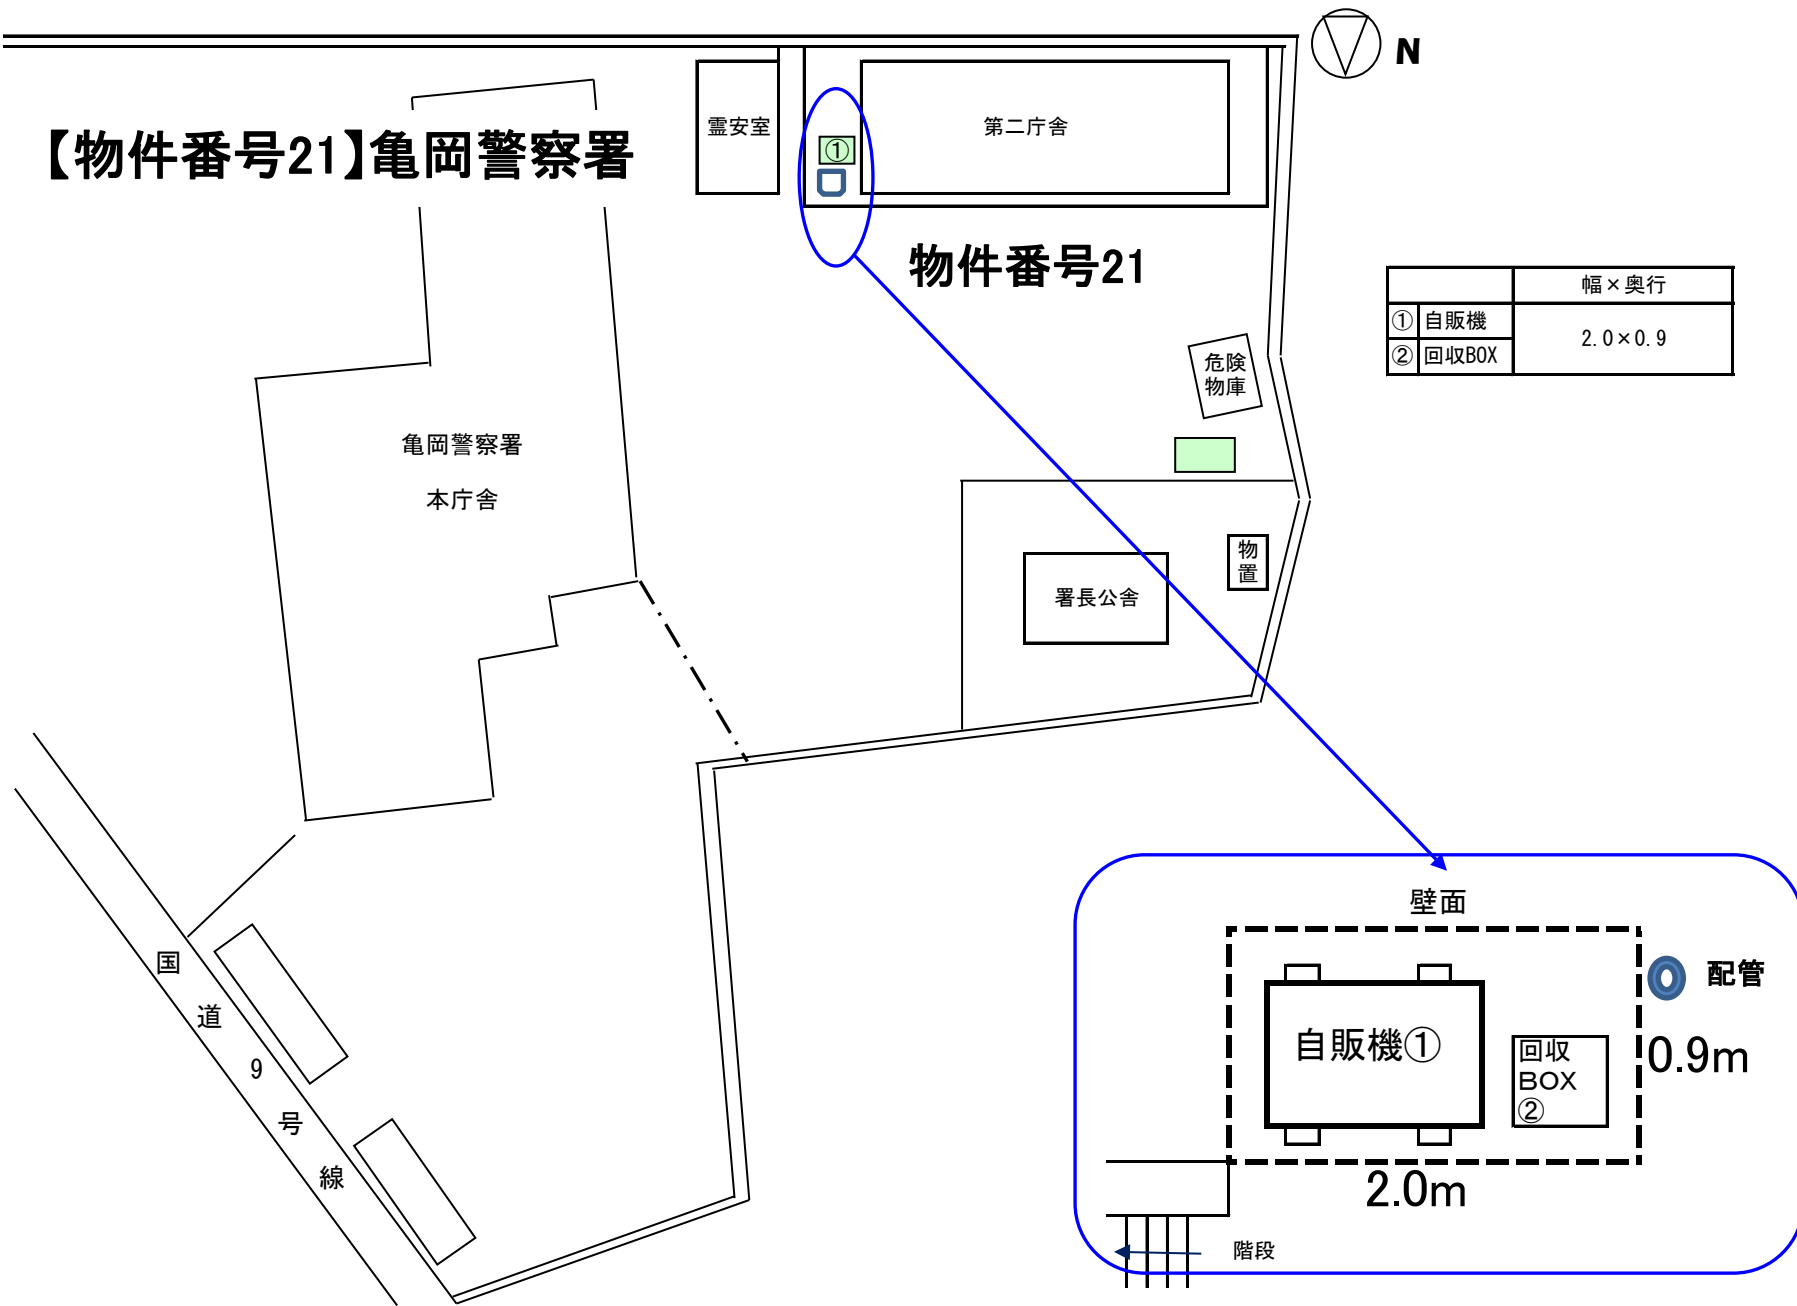 N
【物件番号21】亀岡警察署
霊安室
①
第二庁舎
物件番号21
幅×奥行
① 自販機
2.0×0.9
② 回収BOX
危険
物庫
亀岡警察署
本庁舎
物
置
署長公舎
国
道
9
号
線
壁面
配管
自販機①
回収
BOX
②
0.9m
2.0m
階段